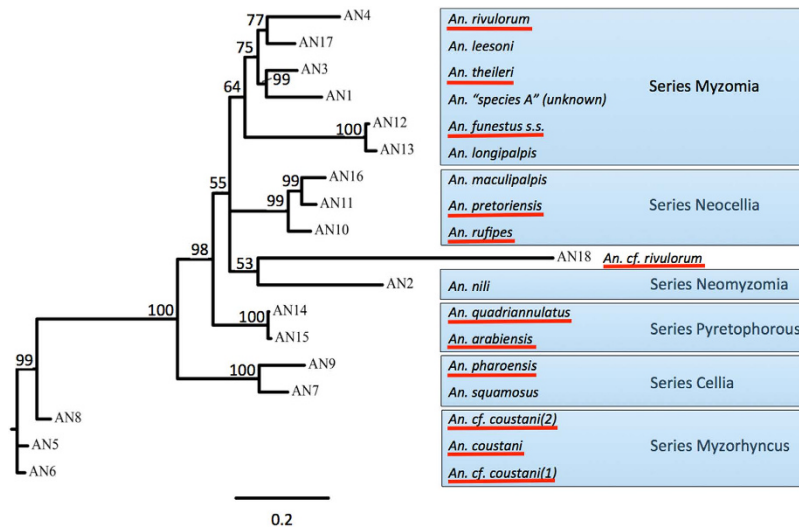 77 AN4 An. rivulorum
75 AN17 An. leesoni
AN3 An. theileri
64 99 AN1 An. “species A” (unknown) Series Myzomia
100 AN12 An. funestus s.s.
AN13 An. longipalpis
AN16 An. maculipalpis
55 99 99 AN11 An. pretoriensis Series Neocellia
AN10 An. rufipes
98 AN18 An. cf. rivulorum
53 AN2 An. nili Series Neomyzomia
100 AN14 An. quadriannulatus Series Pyretophorous
100 AN15 An. arabiensis
AN9 An. pharoensis Series Cellia
100 AN7 An. squamosus
99 AN8 An. cf. coustani(2)
AN5 An. coustani Series Myzorhyncus
AN6 An. cf. coustani(1)
0.2